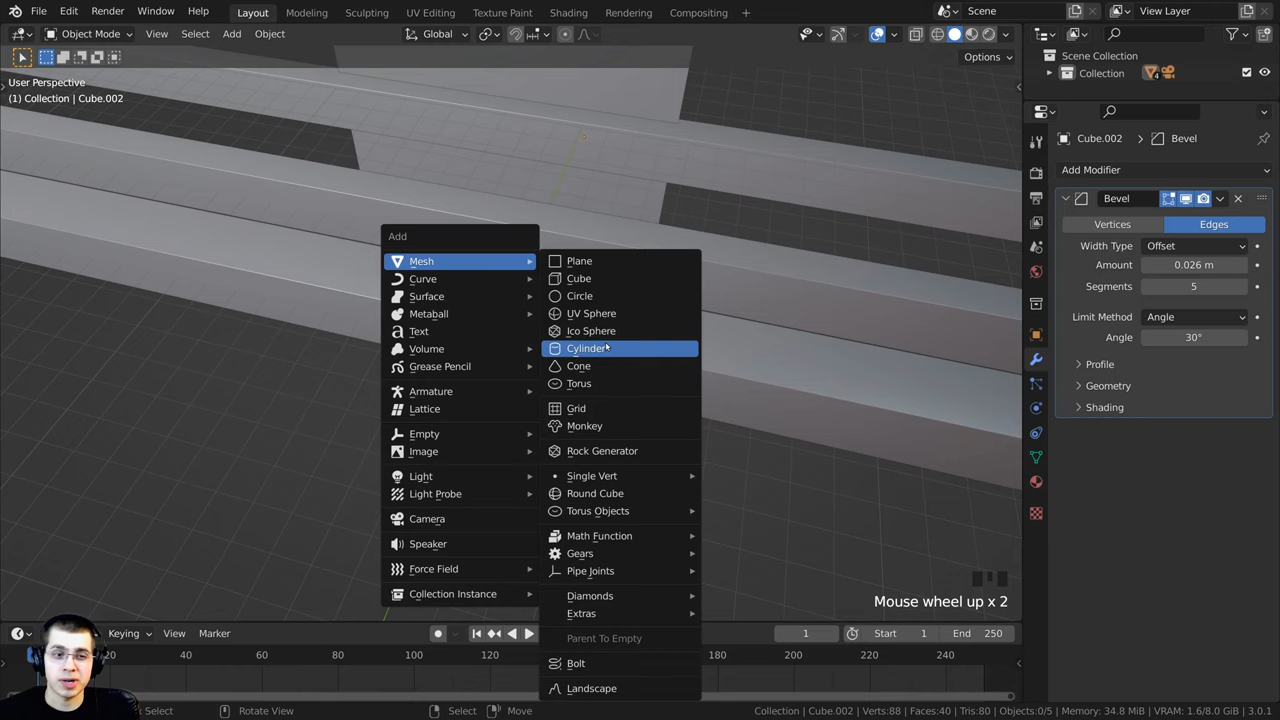 File Edit Render Window Help Layout Modeling Sculpting UV Editing Texture Paint Shading Rendering Compositing + Scene View Layer
Object Mode View Select Add Object Global
Options
User Perspective
(1) Collection | Cube.002
Scene Collection
Collection 4
Cube.002 > Bevel
Add Modifier
Bevel
Vertices Edges
Width Type Offset
Amount 0.026 m
Segments 5
Limit Method Angle
Angle 30°
Profile
Geometry
Shading
Add
Mesh
Curve
Surface
Metaball
Text
Volume
Grease Pencil
Armature
Lattice
Empty
Image
Light
Light Probe
Camera
Speaker
Force Field
Collection Instance
Plane
Cube
Circle
UV Sphere
Ico Sphere
Cylinder
Cone
Torus
Grid
Monkey
Rock Generator
Single Vert
Round Cube
Torus Objects
Math Function
Gears
Pipe Joints
Diamonds
Extras
Parent To Empty
Bolt
Landscape
Mouse wheel up x 2
Keying View Marker 1 Start 1 End 250
20 40 60 80 100 120 140 160 180 200 220 240
Select Rotate View Select Move Collection | Cube.002 | Verts:88 | Faces:40 | Tris:80 | Objects:0/5 | Memory: 34.8 MiB | VRAM: 1.6/8.0 GiB | 3.0.1